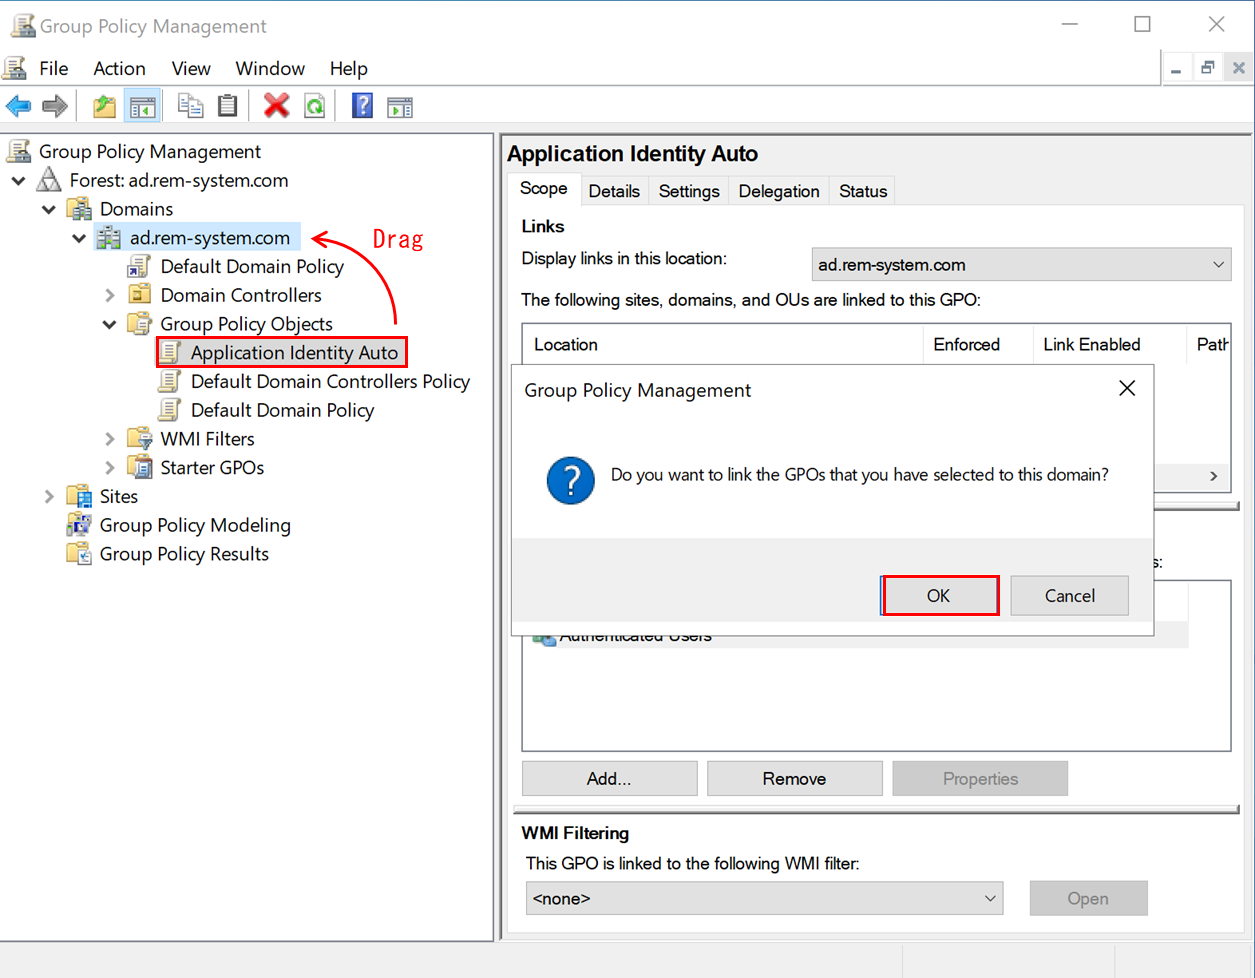 Group Policy Management
File Action View Window Help
Group Policy Management
Forest: ad.rem-system.com
Domains
ad.rem-system.com
Drag
Default Domain Policy
Domain Controllers
Group Policy Objects
Application Identity Auto
Default Domain Controllers Policy
Default Domain Policy
WMI Filters
Starter GPOs
Sites
Group Policy Modeling
Group Policy Results
Application Identity Auto
Scope Details Settings Delegation Status
Links
Display links in this location: ad.rem-system.com
The following sites, domains, and OUs are linked to this GPO:
Location Enforced Link Enabled Path
Group Policy Management
Do you want to link the GPOs that you have selected to this domain?
OK Cancel
s:
Authenticated Users
Add... Remove Properties
WMI Filtering
This GPO is linked to the following WMI filter:
<none> Open